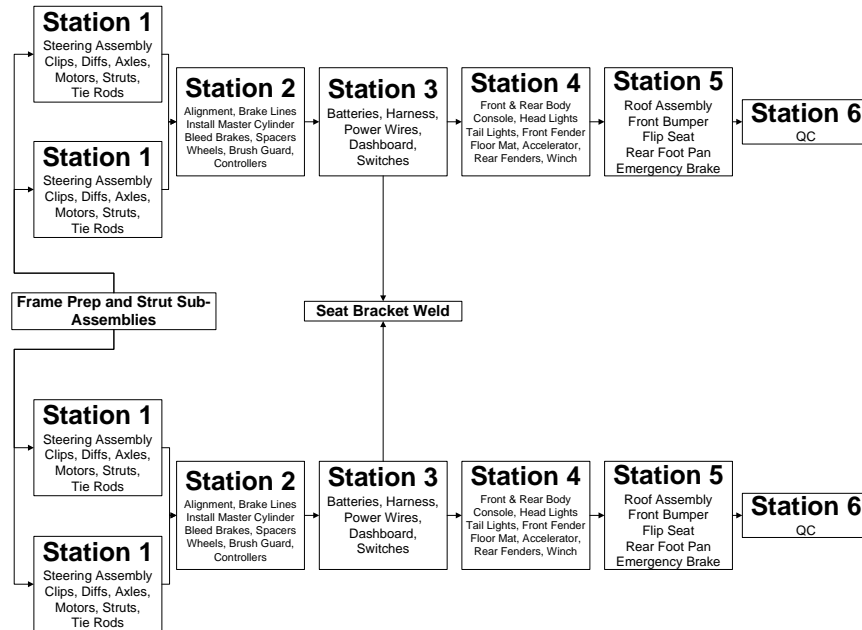 Station 1
Steering Assembly
Clips, Diffs, Axles,
Motors, Struts,
Tie Rods
Station 1
Steering Assembly
Clips, Diffs, Axles,
Motors, Struts,
Tie Rods
Station 2
Alignment, Brake Lines
Install Master Cylinder
Bleed Brakes, Spacers
Wheels, Brush Guard,
Controllers
Station 3
Batteries, Harness,
Power Wires,
Dashboard,
Switches
Station 4
Front & Rear Body
Console, Head Lights
Tail Lights, Front Fender
Floor Mat, Accelerator,
Rear Fenders, Winch
Station 5
Roof Assembly
Front Bumper
Flip Seat
Rear Foot Pan
Emergency Brake
Station 6
QC
Frame Prep and Strut Sub-
Assemblies
Seat Bracket Weld
Station 1
Steering Assembly
Clips, Diffs, Axles,
Motors, Struts,
Tie Rods
Station 1
Steering Assembly
Clips, Diffs, Axles,
Motors, Struts,
Tie Rods
Station 2
Alignment, Brake Lines
Install Master Cylinder
Bleed Brakes, Spacers
Wheels, Brush Guard,
Controllers
Station 3
Batteries, Harness,
Power Wires,
Dashboard,
Switches
Station 4
Front & Rear Body
Console, Head Lights
Tail Lights, Front Fender
Floor Mat, Accelerator,
Rear Fenders, Winch
Station 5
Roof Assembly
Front Bumper
Flip Seat
Rear Foot Pan
Emergency Brake
Station 6
QC